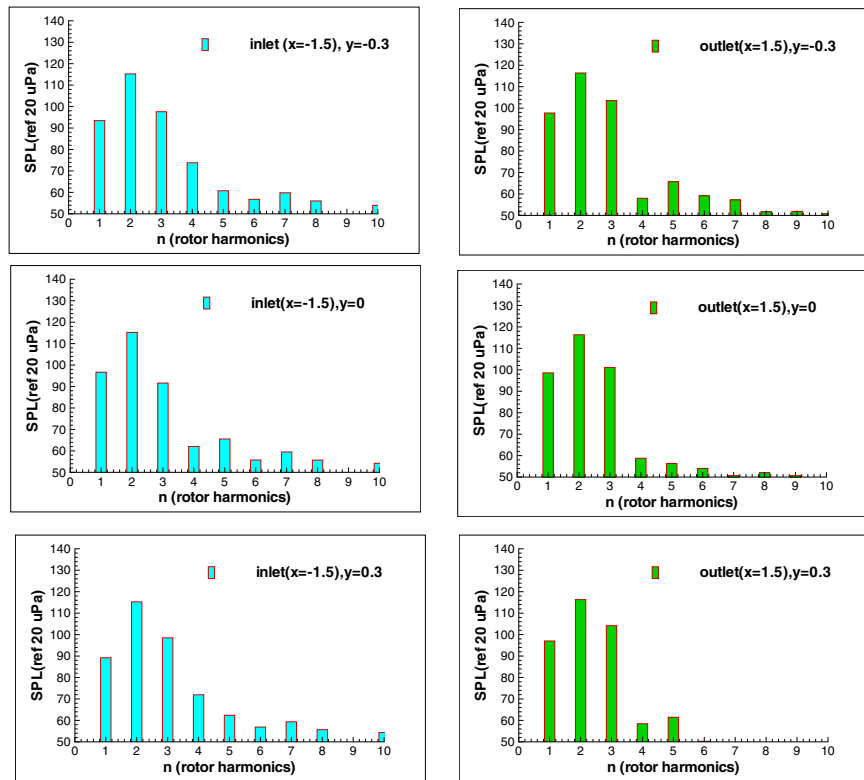 inlet (x=-1.5), y=-0.3
SPL(ref 20 uPa)
140
130
120
110
100
90
80
70
60
50
0 1 2 3 4 5 6 7 8 9 10
n (rotor harmonics)
outlet(x=1.5),y=-0.3
SPL(ref 20 uPa)
140
130
120
110
100
90
80
70
60
50
0 1 2 3 4 5 6 7 8 9 10
n (rotor harmonics)
inlet(x=-1.5),y=0
SPL(ref 20 uPa)
140
130
120
110
100
90
80
70
60
50
0 1 2 3 4 5 6 7 8 9 10
n (rotor harmonics)
outlet(x=1.5),y=0
SPL(ref 20 uPa)
140
130
120
110
100
90
80
70
60
50
0 1 2 3 4 5 6 7 8 9 10
n (rotor harmonics)
inlet(x=-1.5),y=0.3
SPL(ref 20 uPa)
140
130
120
110
100
90
80
70
60
50
0 1 2 3 4 5 6 7 8 9 10
n (rotor harmonics)
outlet(x=1.5),y=0.3
SPL(ref 20 uPa)
140
130
120
110
100
90
80
70
60
50
0 1 2 3 4 5 6 7 8 9 10
n (rotor harmonics)